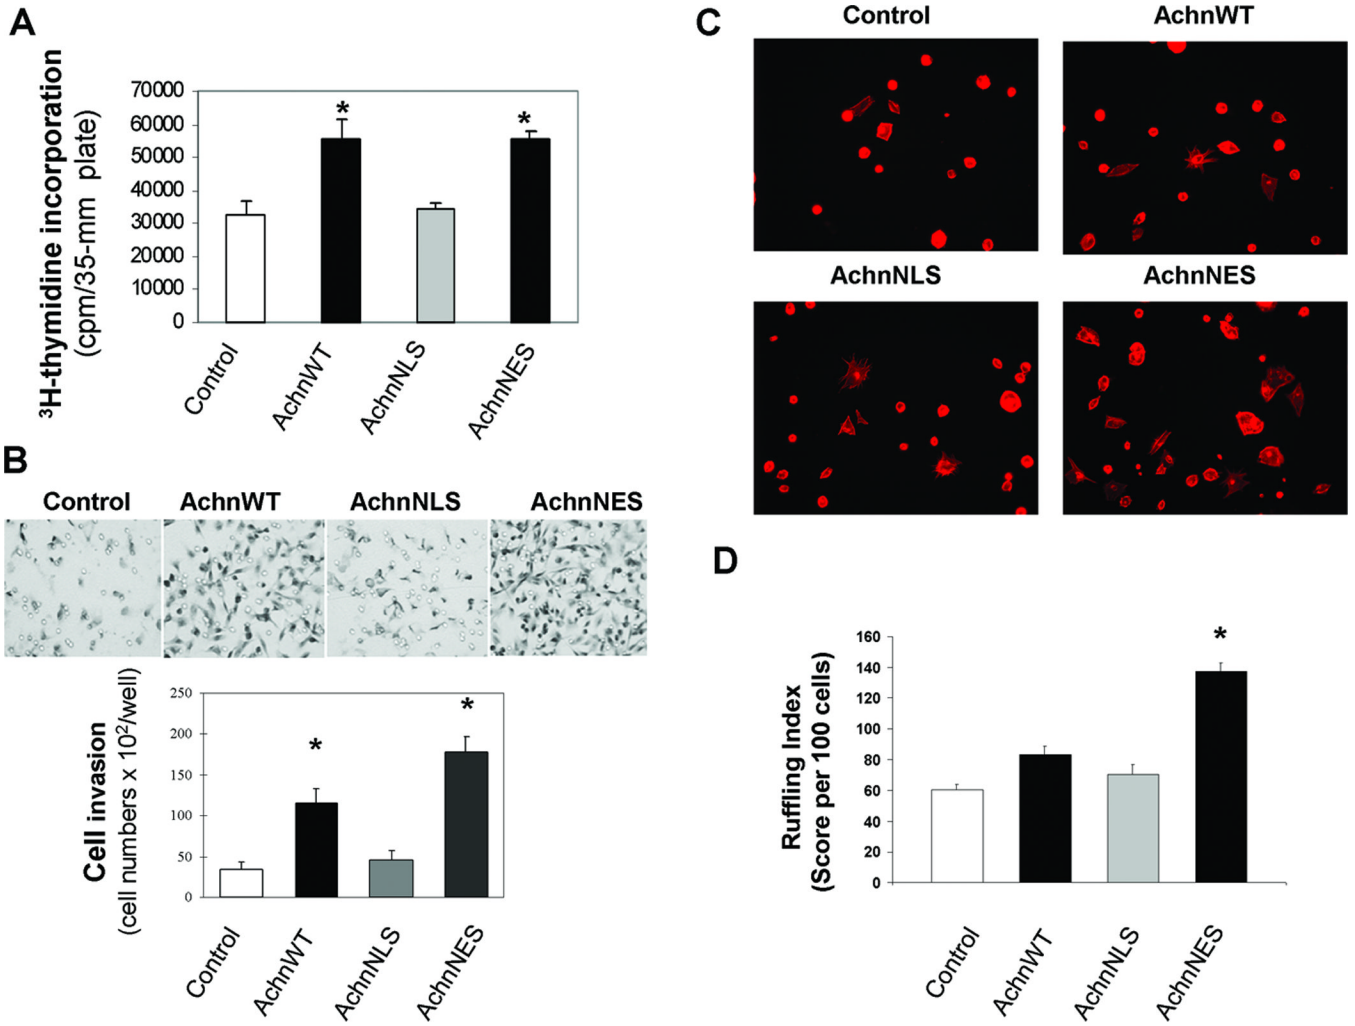 A
³H-thymidine incorporation
(cpm/35-mm plate)
70000
60000
50000
40000
30000
20000
10000
0
*
*
Control
AchnWT
AchnNLS
AchnNES
B
Control AchnWT AchnNLS AchnNES
Cell invasion
(cell numbers x 10²/well)
250
200
150
100
50
0
*
*
Control
AchnWT
AchnNLS
AchnNES
C
Control AchnWT
AchnNLS AchnNES
D
Ruffling Index
(Score per 100 cells)
160
140
120
100
80
60
40
20
0
*
Control
AchnWT
AchnNLS
AchnNES